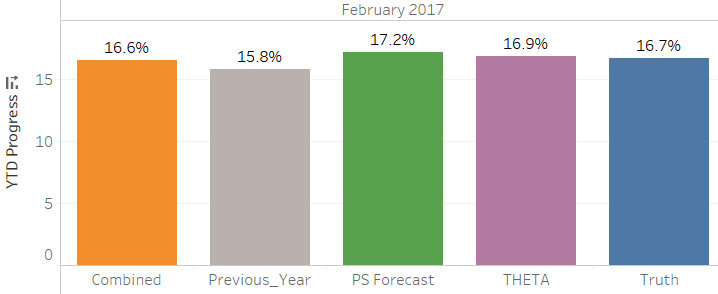 February 2017
16.6%
15.8%
17.2%
16.9%
16.7%
YTD Progress
15
10
5
0
Combined
Previous_Year
PS Forecast
THETA
Truth